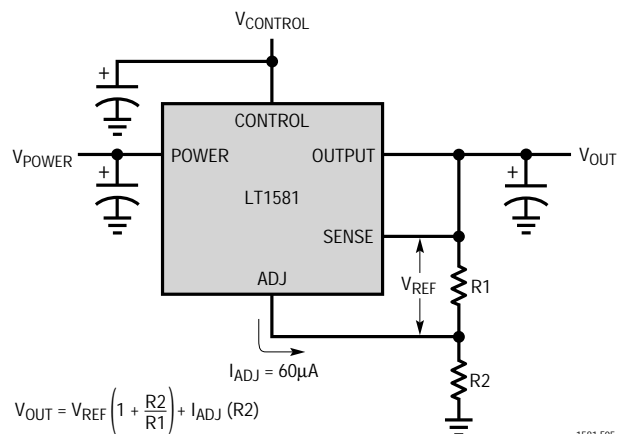 VCONTROL
+
CONTROL
VPOWER
POWER
OUTPUT
+
VOUT
+
LT1581
SENSE
ADJ
VREF
R1
IADJ = 60µA
R2
VOUT = VREF (1 + R2/R1) + IADJ (R2)